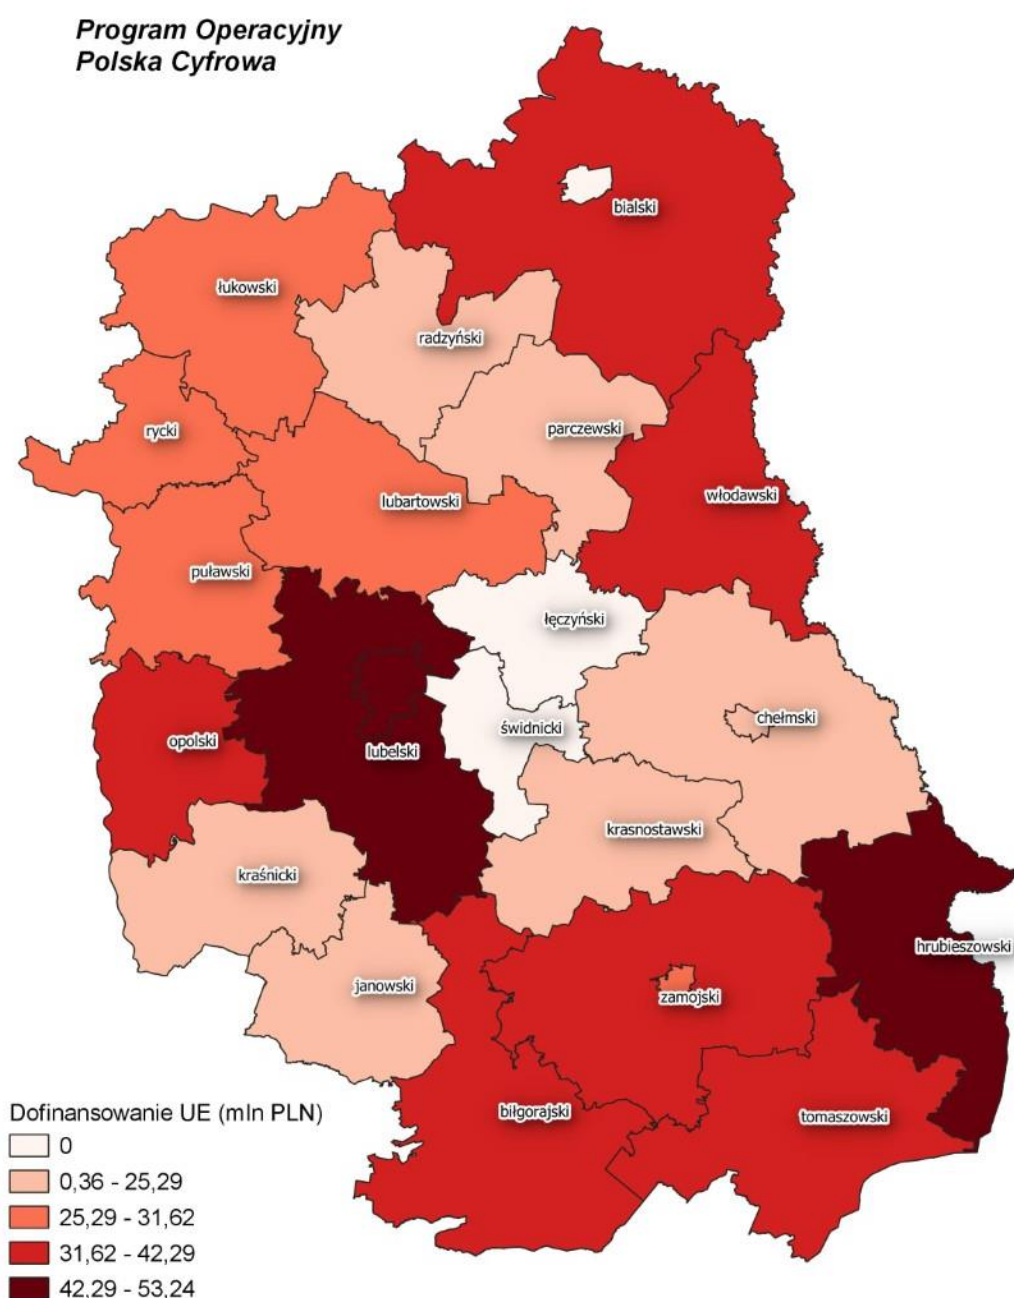 Program Operacyjny
Polska Cyfrowa
bialski
łukowski
radzyński
rycki
parczewski
lubartowski
włodawski
puławski
łęczyński
świdnicki
chełmski
opolski
lubelski
krasnostawski
kraśnicki
hrubieszowski
janowski
zamojski
biłgorajski
tomaszowski
Dofinansowanie UE (mln PLN)
0
0,36 - 25,29
25,29 - 31,62
31,62 - 42,29
42,29 - 53,24